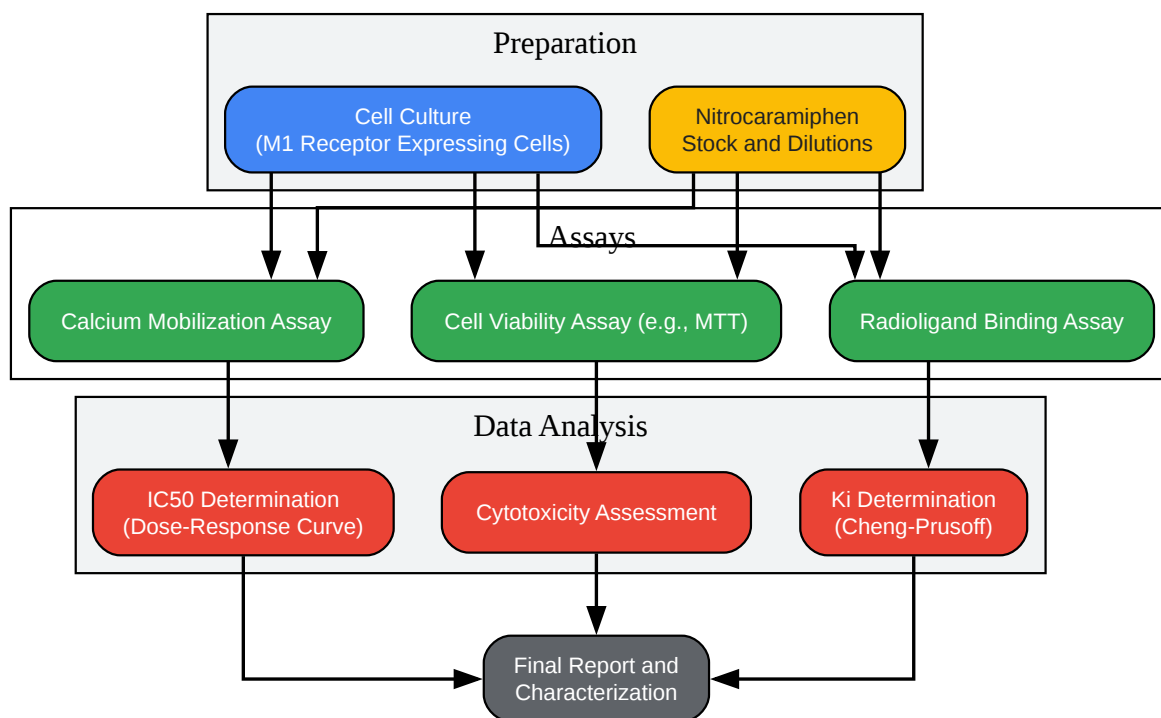 Preparation
Cell Culture
(M1 Receptor Expressing Cells)
Nitrocaramiphen
Stock and Dilutions
Assays
Calcium Mobilization Assay
Cell Viability Assay (e.g., MTT)
Radioligand Binding Assay
Data Analysis
IC50 Determination
(Dose-Response Curve)
Cytotoxicity Assessment
Ki Determination
(Cheng-Prusoff)
Final Report and
Characterization